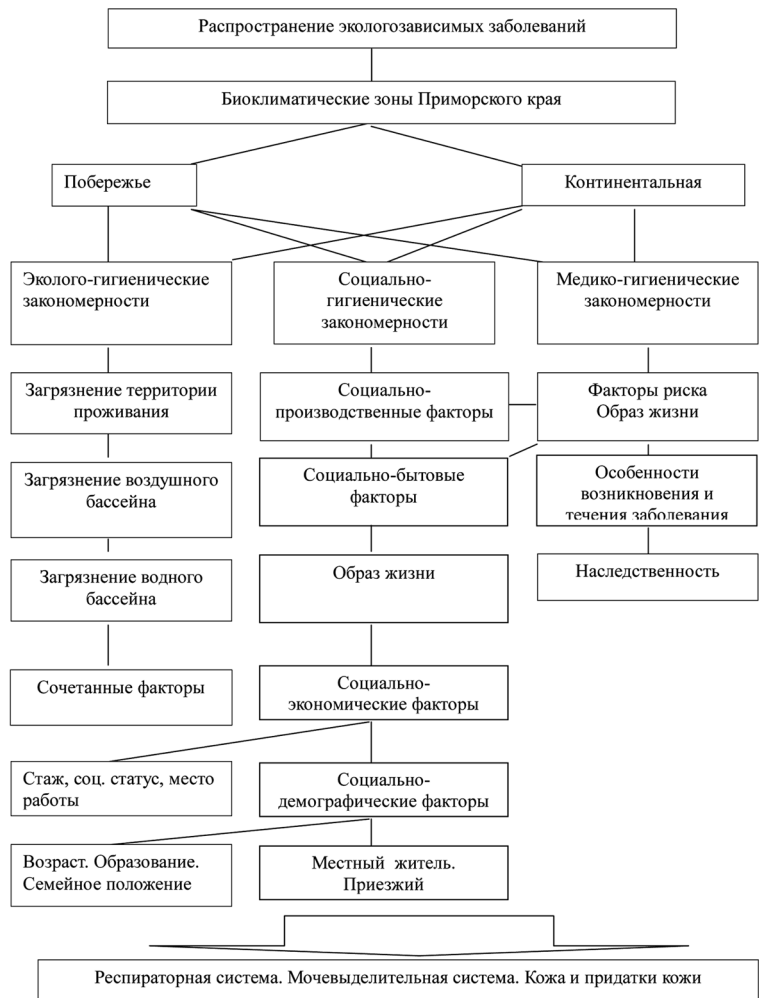 Распространение экологозависимых заболеваний
Биоклиматические зоны Приморского края
Побережье
Континентальная
Эколого-гигиенические
закономерности
Социально-
гигиенические
закономерности
Медико-гигиенические
закономерности
Загрязнение территории
проживания
Социально-
производственные факторы
Факторы риска
Образ жизни
Загрязнение воздушного
бассейна
Социально-бытовые
факторы
Особенности
возникновения и
течения заболевания
Загрязнение водного
бассейна
Образ жизни
Наследственность
Сочетанные факторы
Социально-
экономические факторы
Стаж, соц. статус, место
работы
Социально-
демографические факторы
Возраст. Образование.
Семейное положение
Местный житель.
Приезжий
Респираторная система. Мочевыделительная система. Кожа и придатки кожи